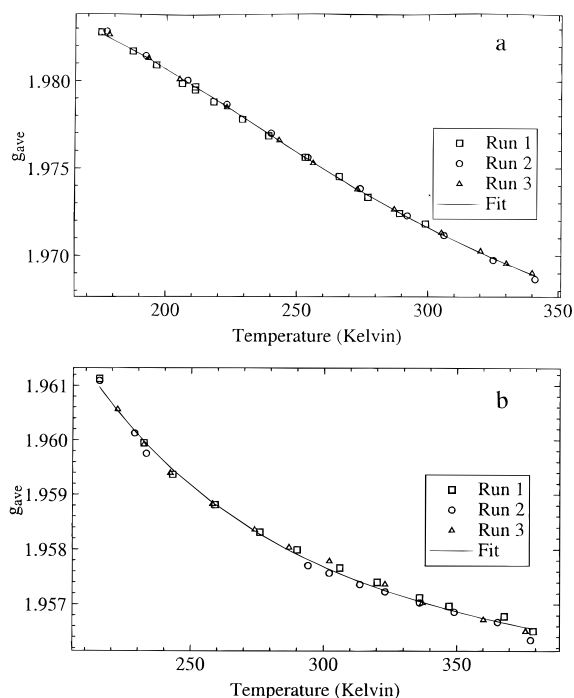 a
1.980
1.975
1.970
g_ave
Run 1
Run 2
Run 3
Fit
200 250 300 350
Temperature (Kelvin)
b
1.961
1.960
1.959
1.958
1.957
g_ave
Run 1
Run 2
Run 3
Fit
250 300 350
Temperature (Kelvin)